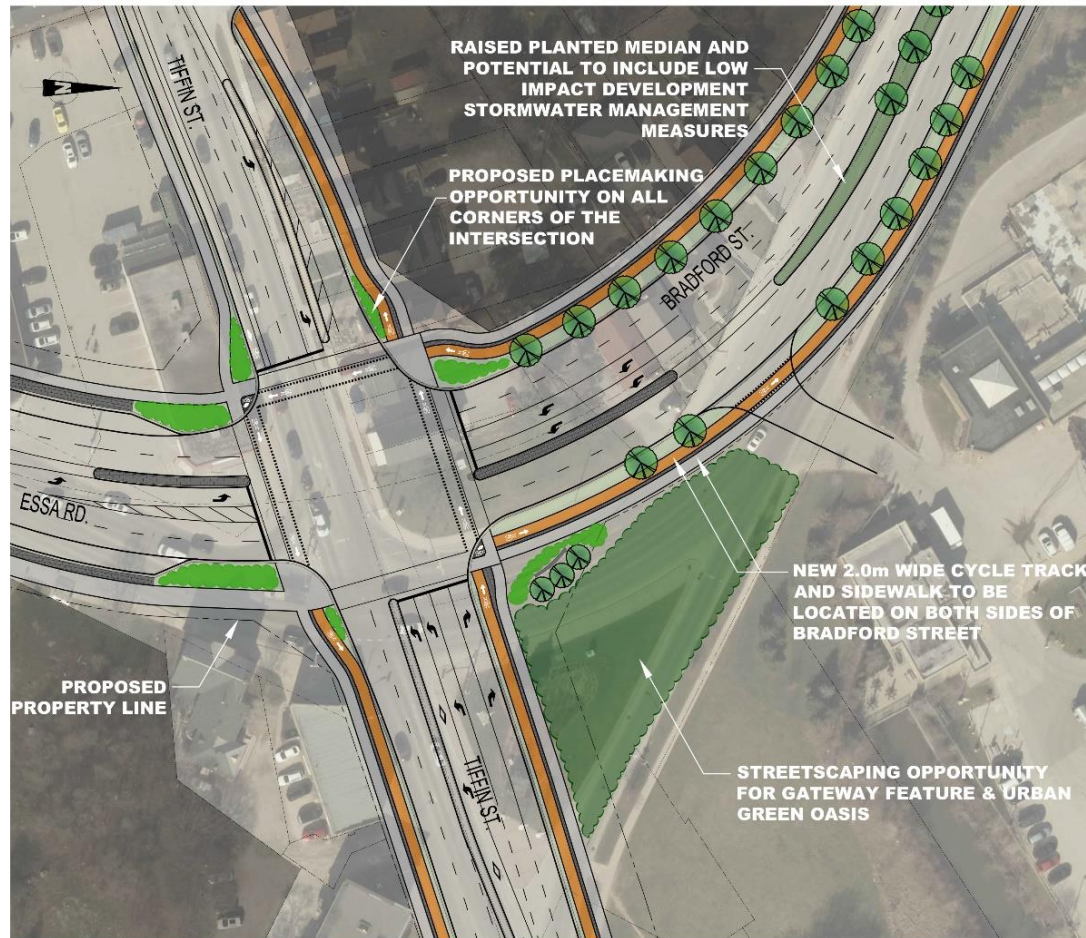 RAISED PLANTED MEDIAN AND
POTENTIAL TO INCLUDE LOW
IMPACT DEVELOPMENT
STORMWATER MANAGEMENT
MEASURES
TIFFIN ST.
N
PROPOSED PLACEMAKING
OPPORTUNITY ON ALL
CORNERS OF THE
INTERSECTION
BRADFORD ST.
ESSA RD.
NEW 2.0m WIDE CYCLE TRACK
AND SIDEWALK TO BE
LOCATED ON BOTH SIDES OF
BRADFORD STREET
PROPOSED
PROPERTY LINE
TIFFIN ST.
STREETSCAPING OPPORTUNITY
FOR GATEWAY FEATURE & URBAN
GREEN OASIS